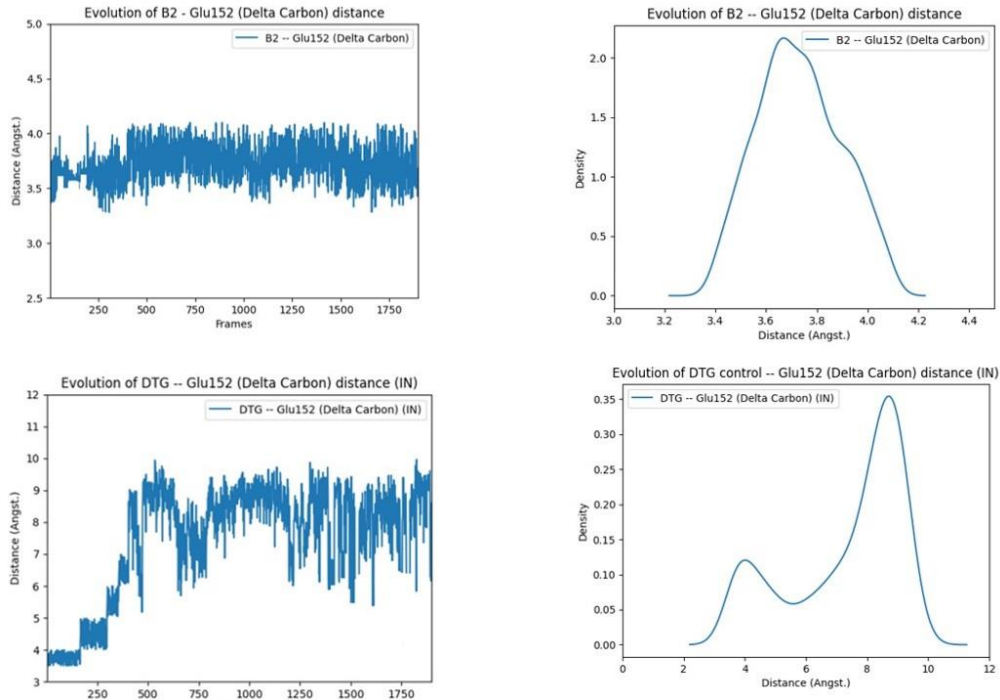 Evolution of B2 - Glu152 (Delta Carbon) distance
B2 -- Glu152 (Delta Carbon)
Distance (Angst.)
5.0
4.5
4.0
3.5
3.0
2.5
250 500 750 1000 1250 1500 1750
Frames
Evolution of B2 -- Glu152 (Delta Carbon) distance
B2 -- Glu152 (Delta Carbon)
Density
2.0
1.5
1.0
0.5
0.0
3.0 3.2 3.4 3.6 3.8 4.0 4.2 4.4
Distance (Angst.)
Evolution of DTG -- Glu152 (Delta Carbon) distance (IN)
DTG -- Glu152 (Delta Carbon) (IN)
Distance (Angst.)
12
11
10
9
8
7
6
5
4
3
250 500 750 1000 1250 1500 1750
Evolution of DTG control -- Glu152 (Delta Carbon) distance (IN)
DTG -- Glu152 (Delta Carbon) (IN)
Density
0.35
0.30
0.25
0.20
0.15
0.10
0.05
0.00
0 2 4 6 8 10 12
Distance (Angst.)